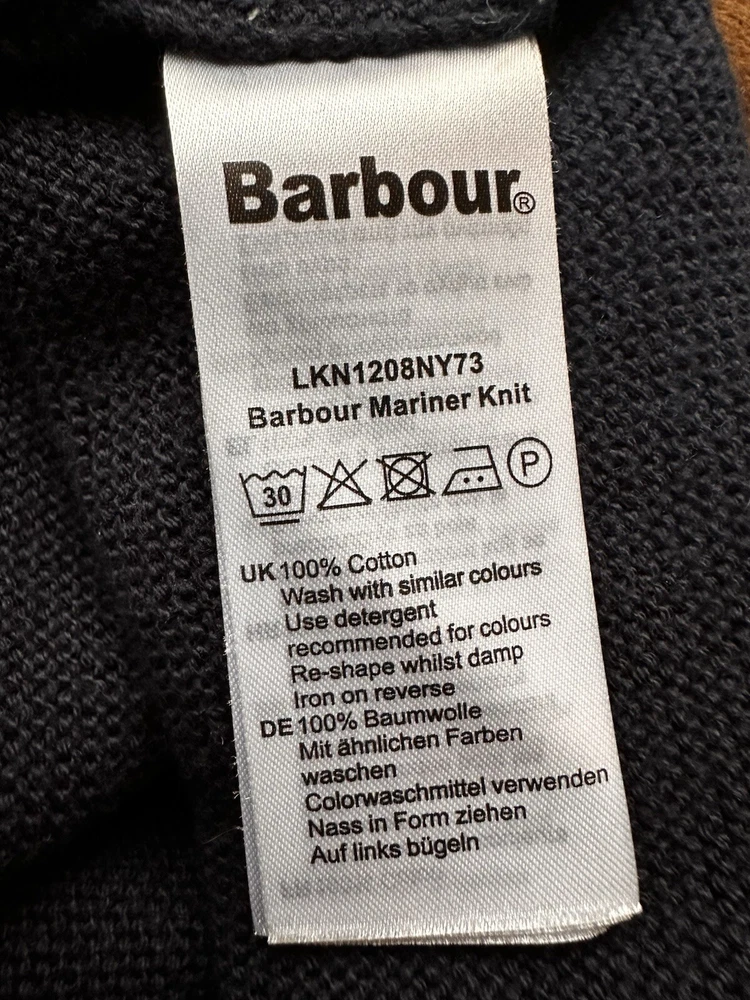 Barbour®
LKN1208NY73
Barbour Mariner Knit
30 P
UK 100% Cotton
Wash with similar colours
Use detergent
recommended for colours
Re-shape whilst damp
Iron on reverse
DE 100% Baumwolle
Mit ähnlichen Farben
waschen
Colorwaschmittel verwenden
Nass in Form ziehen
Auf links bügeln